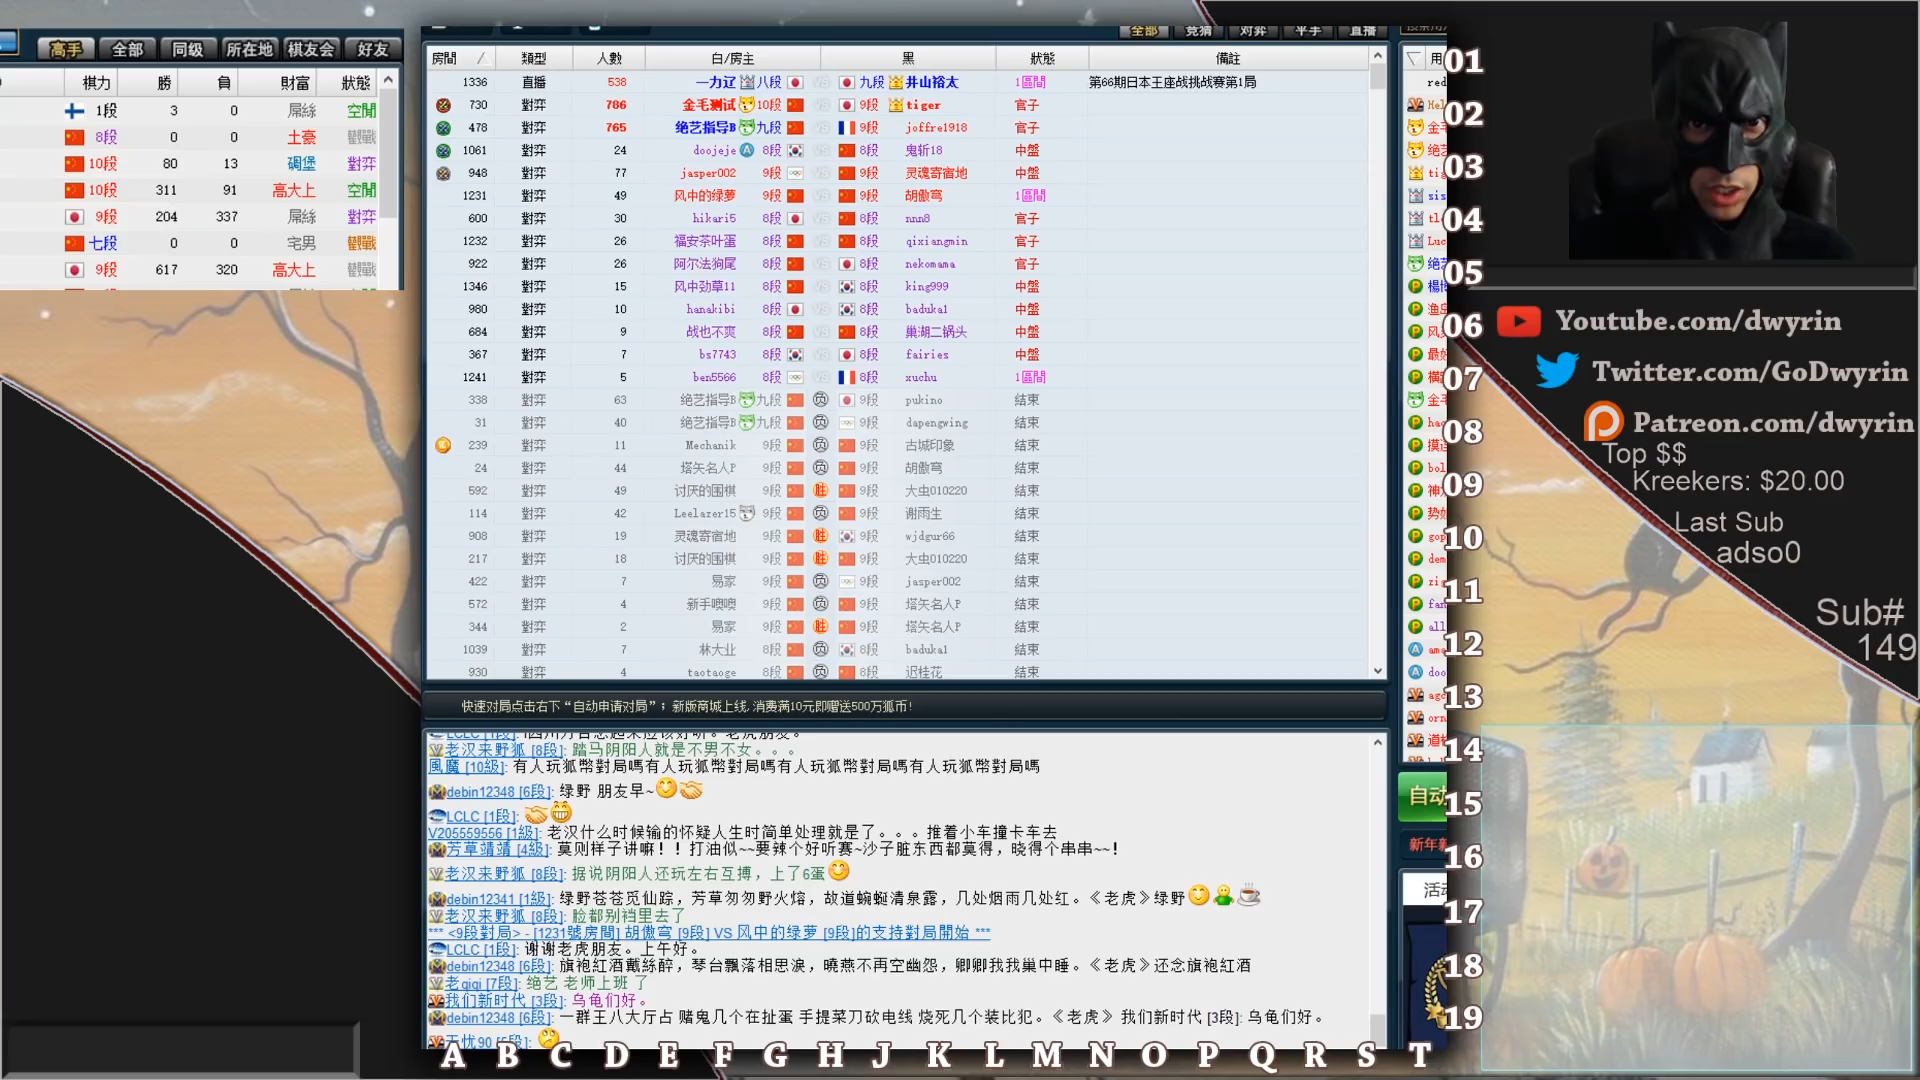 高手 全部 同級 所在地 棋友会 好友
棋力 勝 負 財富 狀態
1段 3 0 屌絲 空閒
8段 0 0 土豪 觀戰
10段 80 13 碉堡 對弈
10段 311 91 高大上 空閒
9段 204 337 屌絲 對弈
七段 0 0 宅男 觀戰
9段 617 320 高大上 觀戰
全部 竞猜 对弈 平手 直播
房間 類型 人數 白/房主 黑 狀態 備註
1336 直播 538 一力辽 八段 VS 九段 井山裕太 1區間 第66期日本王座战挑战赛第1局
730 對弈 786 金毛测试 10段 VS 9段 tiger 官子
478 對弈 765 绝艺指导B 九段 VS 9段 joffre1918 官子
1061 對弈 24 doojeje A 8段 VS 8段 鬼斩18 中盤
948 對弈 77 jasper002 9段 VS 9段 灵魂寄宿地 中盤
1231 對弈 49 风中的绿萝 9段 VS 9段 胡傲穹 1區間
600 對弈 30 hikari5 8段 VS 8段 nnn8 官子
1232 對弈 26 福安茶叶蛋 8段 VS 8段 qixiangmin 官子
922 對弈 26 阿尔法狗尾 8段 VS 8段 nekomama 官子
1346 對弈 15 风中劲草11 8段 VS 8段 king999 中盤
980 對弈 10 hanakibi 8段 VS 8段 baduka1 中盤
684 對弈 9 战也不爽 8段 VS 8段 巢湖二锅头 中盤
367 對弈 7 bs7743 8段 VS 8段 fairies 中盤
1241 對弈 5 ben5566 8段 VS 8段 xuchu 1區間
338 對弈 63 绝艺指导B 九段 负 9段 pukino 结束
31 對弈 40 绝艺指导B 九段 负 9段 dapengwing 结束
239 對弈 11 Mechanik 9段 负 9段 古城印象 结束
24 對弈 44 塔矢名人P 9段 负 9段 胡傲穹 结束
592 對弈 49 讨厌的围棋 9段 胜 9段 大虫010220 结束
114 對弈 42 Leelazer15 9段 负 9段 谢雨生 结束
908 對弈 19 灵魂寄宿地 9段 胜 9段 wjdgur66 结束
217 對弈 18 讨厌的围棋 9段 胜 9段 大虫010220 结束
422 對弈 7 易家 9段 负 9段 jasper002 结束
572 對弈 4 新手噢噢 9段 负 9段 塔矢名人P 结束
344 對弈 2 易家 9段 胜 9段 塔矢名人P 结束
1039 對弈 7 林大业 8段 负 8段 baduka1 结束
930 對弈 4 taotaoge 8段 负 8段 迟桂花 结束
快速对局点击右下“自动申请对局”；新版商城上线,消费满10元即赠送500万狐币!
老汉来野狐 [8段]: 踏马阴阳人就是不男不女。。。
風魔 [10級]: 有人玩狐幣對局嗎有人玩狐幣對局嗎有人玩狐幣對局嗎有人玩狐幣對局嗎
debin12348 [6段]: 绿野 朋友早~
LCLC [1段]:
V205559556 [1級]: 老汉什么时候输的怀疑人生时简单处理就是了。。。推着小车撞卡车去
芳草靖靖 [4級]: 莫则样子讲嘛！！打油似~~要辣个好听赛~沙子脏东西都莫得，晓得个串串~~！
老汉来野狐 [8段]: 据说阴阳人还玩左右互搏，上了6蛋
debin12341 [1級]: 绿野苍苍觅仙踪，芳草匆匆野火熔，故道蜿蜒清泉露，几处烟雨几处红。《老虎》绿野
老汉来野狐 [8段]: 脸都别裆里去了
*** <9段對局> - [1231號房間] 胡傲穹 [9段] VS 风中的绿萝 [9段]的支持對局開始 ***
LCLC [1段]: 谢谢老虎朋友。上午好。
debin12348 [6段]: 旗袍紅酒戴絲醉，琴台飄落相思淚，曉燕不再空幽怨，卿卿我我巢中睡。《老虎》还念旗袍红酒
老qiqi [7段]: 绝艺 老师上班 了
我们新时代 [3段]: 乌龟们好。
debin12348 [6段]: 一群王八大厅占 赌鬼几个在扯蛋 手提菜刀砍电线 烧死几个装比犯。《老虎》 我们新时代 [3段]: 乌龟们好。
A B C D E F G H J K L M N O P Q R S T
01
02
03
04
05
06
07
08
09
10
11
12
13
14
15
16
17
18
19
自动
Youtube.com/dwyrin
Twitter.com/GoDwyrin
Patreon.com/dwyrin
Top $$
Kreekers: $20.00
Last Sub
adso0
Sub#
149